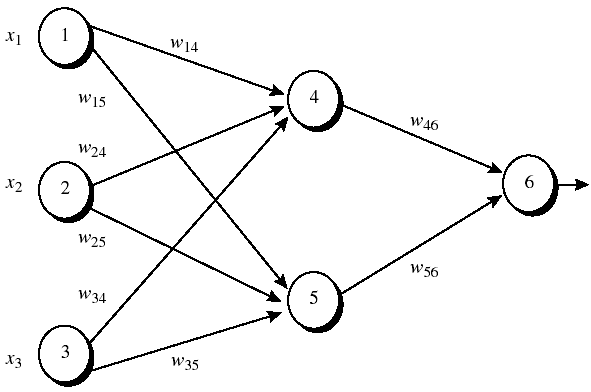 x₁ 1 w₁₄
w₁₅ 4
w₂₄ w₄₆
x₂ 2 6
w₂₅
w₃₄ 5 w₅₆
x₃ 3 w₃₅